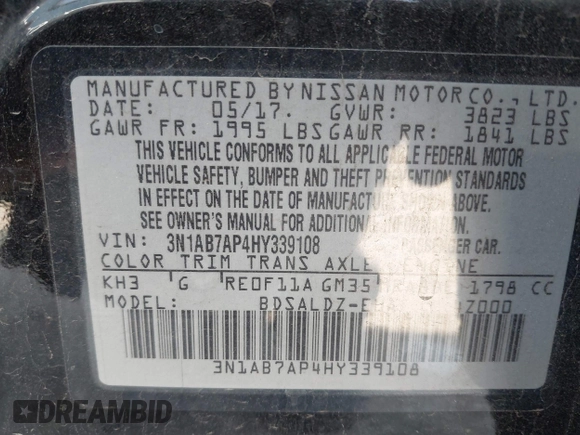 MANUFACTURED BY NISSAN MOTOR CO., LTD.
DATE: 05/17. GVWR: 3823 LBS
GAWR FR: 1995 LBS GAWR RR: 1841 LBS
THIS VEHICLE CONFORMS TO ALL APPLICABLE FEDERAL MOTOR
VEHICLE SAFETY, BUMPER AND THEFT PREVENTION STANDARDS
IN EFFECT ON THE DATE OF MANUFACTURE SHOWN ABOVE.
SEE OWNER'S MANUAL FOR ADDITIONAL INFORMATION.
VIN: 3N1AB7AP4HY339108 PASSENGER CAR.
COLOR TRIM TRANS AXLE ENGINE
KH3 G RE0F11A GM35 1798 CC
MODEL:
3N1AB7AP4HY339108
DREAMBID